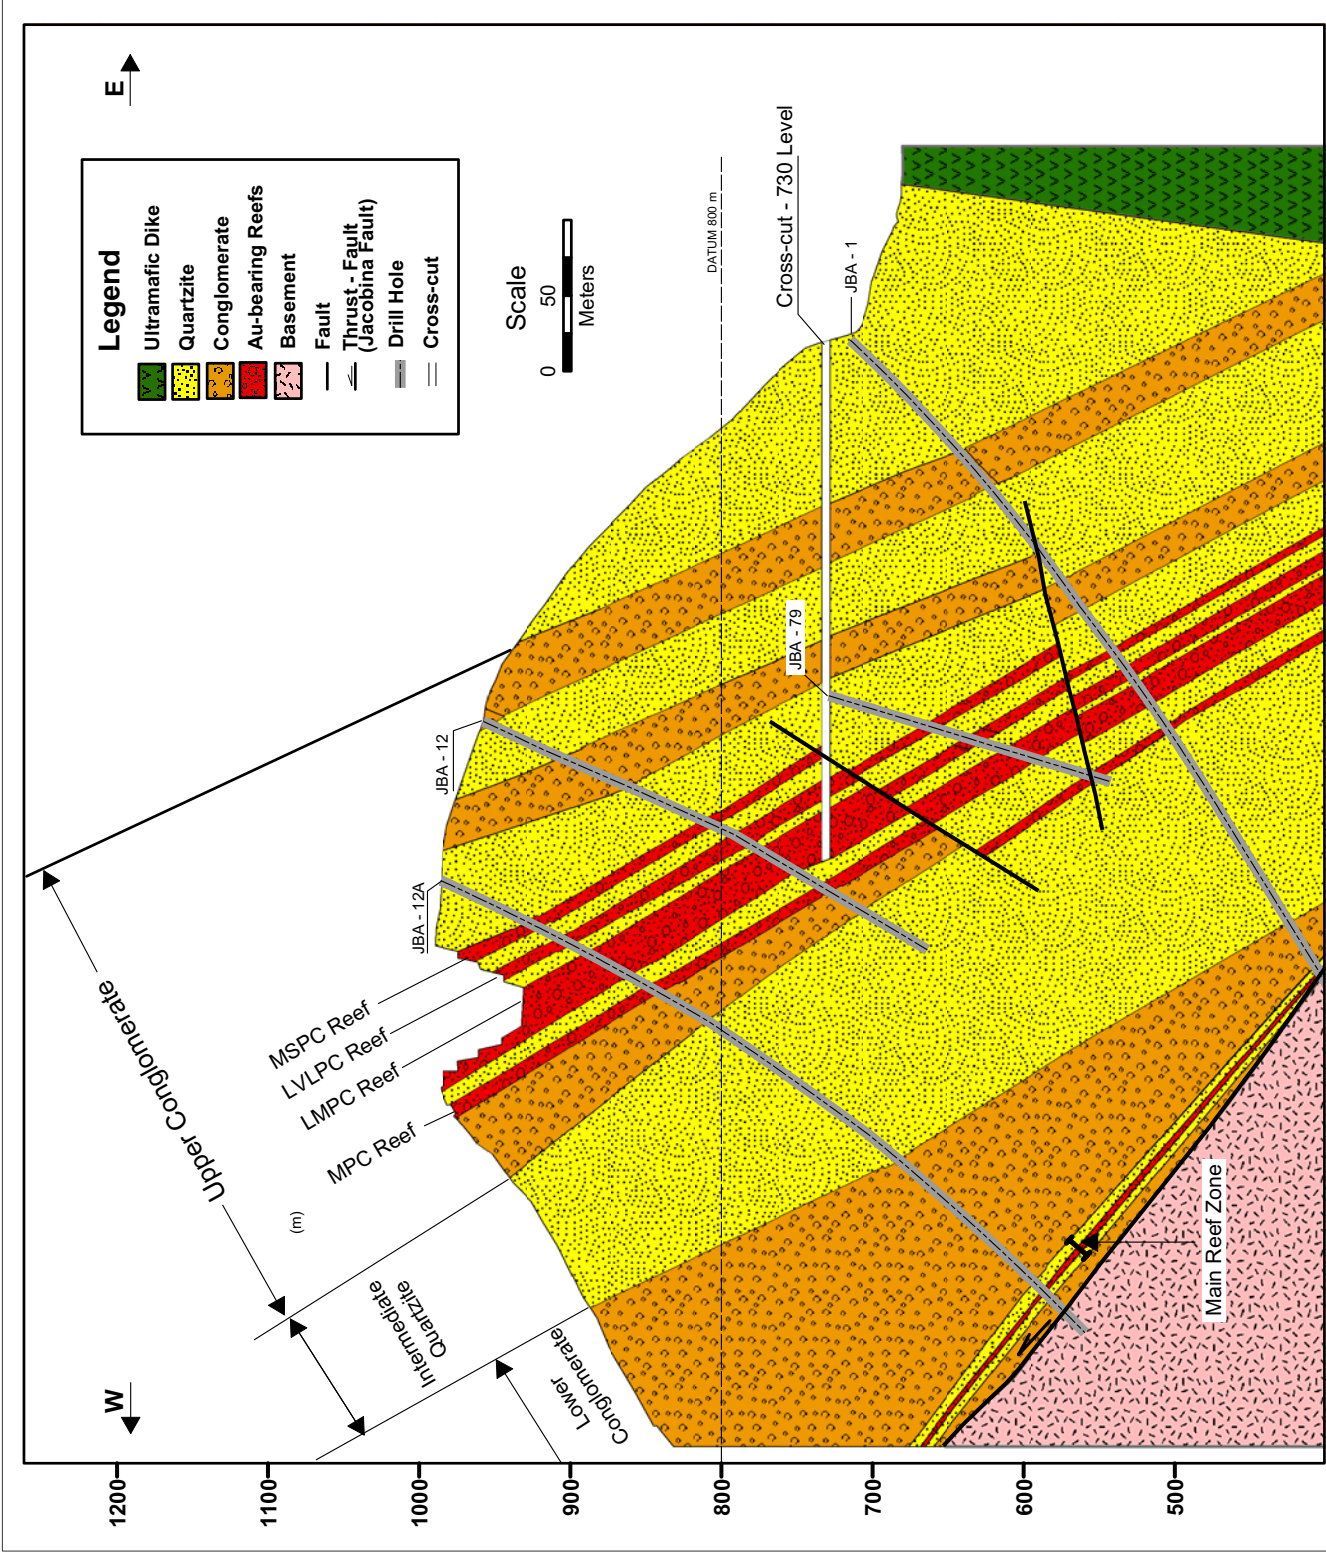 W
E
Legend
Ultramafic Dike
Quartzite
Conglomerate
Au-bearing Reefs
Basement
Fault
Thrust - Fault
(Jacobina Fault)
Drill Hole
Cross-cut
Scale
0 50
Meters
Upper Conglomerate
(m)
Intermediate
Quartzite
Lower
Conglomerate
MSPC Reef
LVLPC Reef
LMPC Reef
MPC Reef
JBA - 12A
JBA - 12
DATUM 800 m
Cross-cut - 730 Level
JBA - 1
JBA - 79
Main Reef Zone
1200
1100
1000
900
800
700
600
500